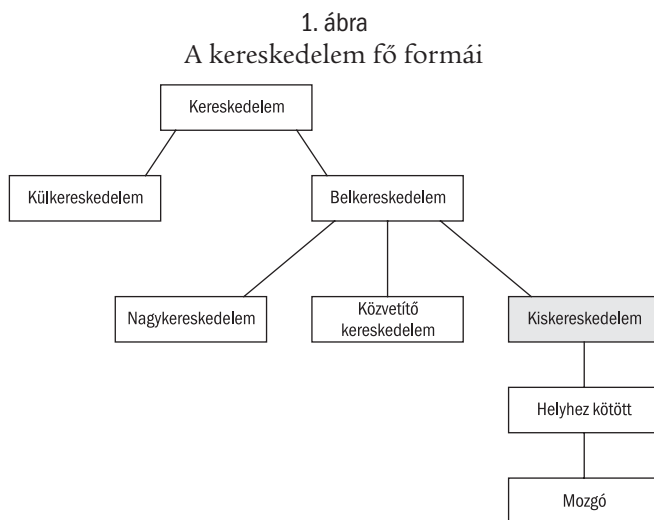 1. ábra
A kereskedelem fő formái
Kereskedelem
Külkereskedelem
Belkereskedelem
Nagykereskedelem
Közvetítő
kereskedelem
Kiskereskedelem
Helyhez kötött
Mozgó